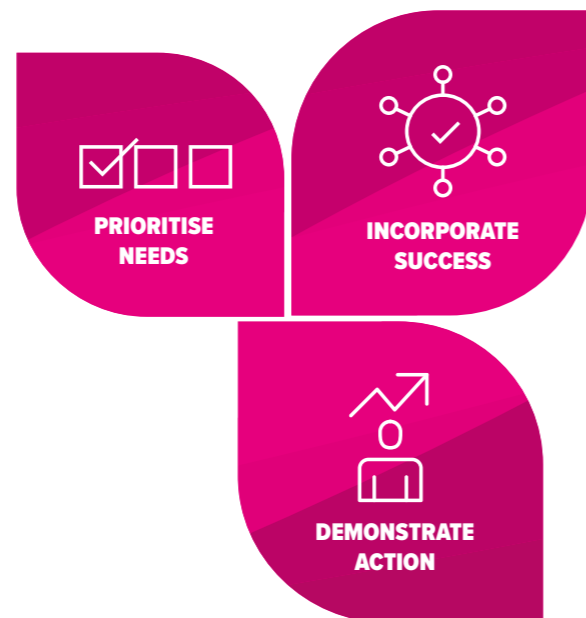 PRIORITISE
NEEDS
INCORPORATE
SUCCESS
DEMONSTRATE
ACTION